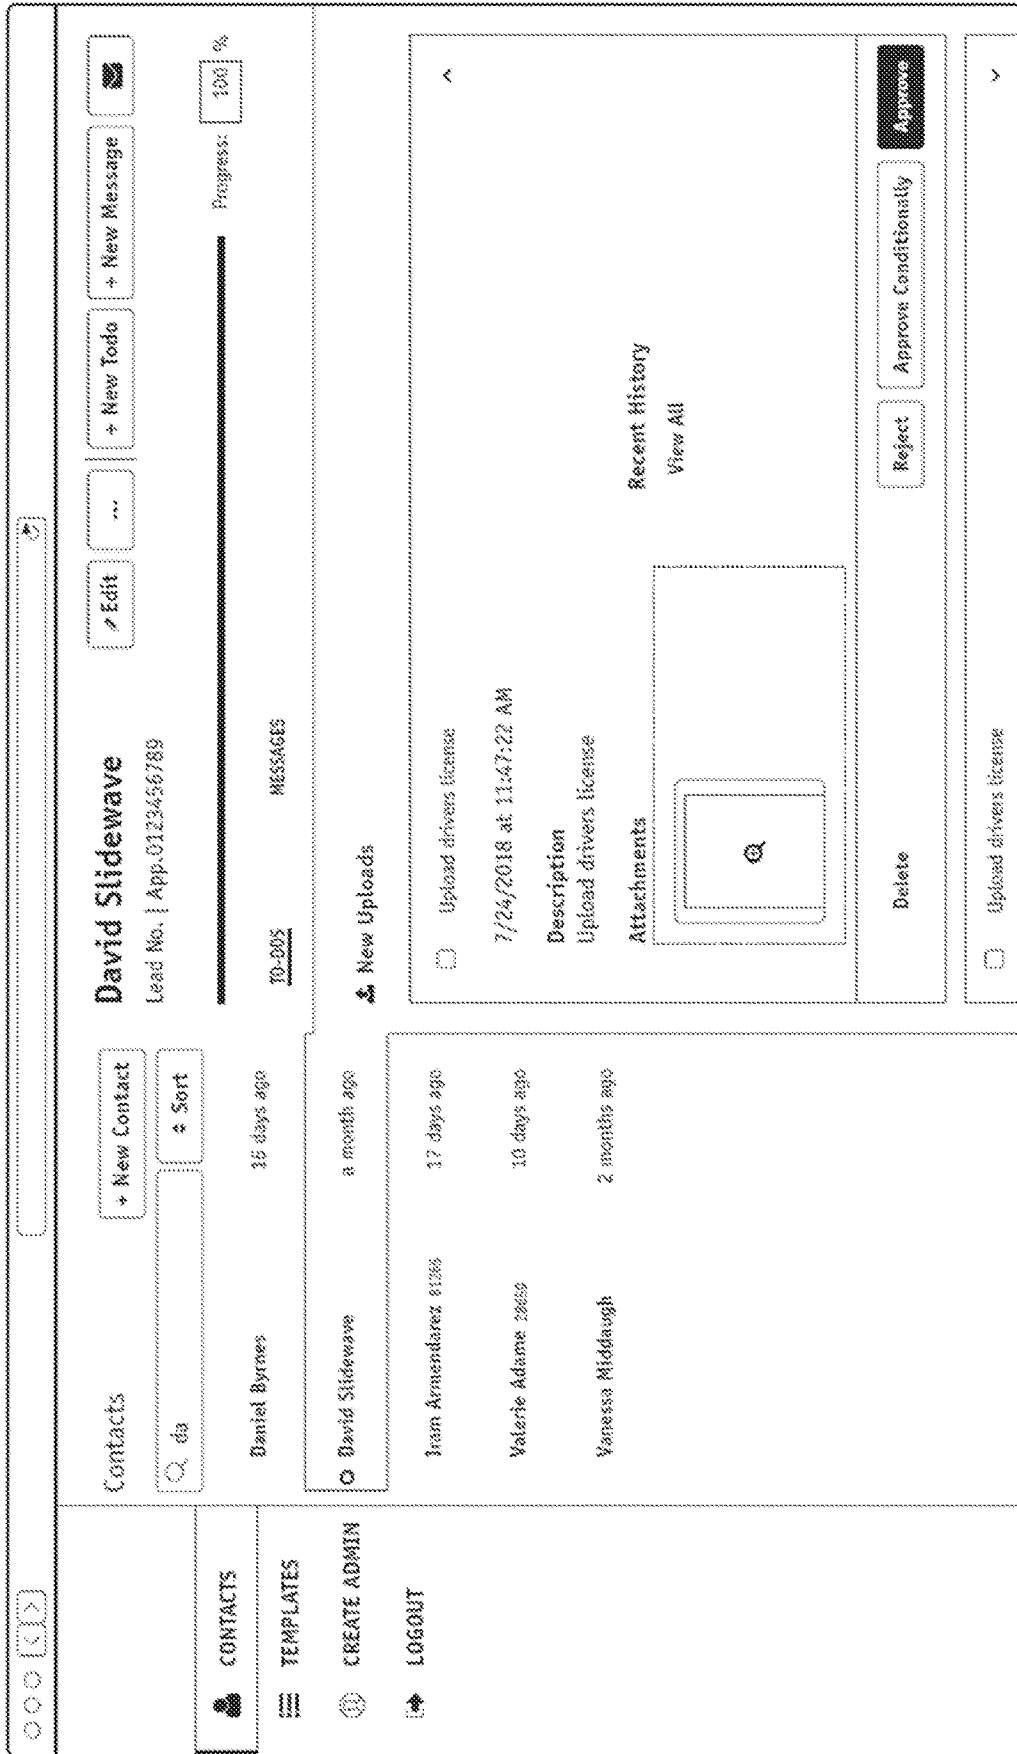 CONTACTS
TEMPLATES
CREATE ADMIN
LOGOUT
Contacts
+ New Contact
da
Sort
Daniel Byrnes 16 days ago
David Slidewave a month ago
Iram Armendarez 17 days ago
Valerie Adame 10 days ago
Vanessa Middaugh 2 months ago
David Slidewave
Edit
...
+ New Todo
+ New Message
Lead No. | App.0123456789
Progress: 100 %
TO-DOS
MESSAGES
New Uploads
Upload drivers license
7/24/2018 at 11:47:22 AM
Description
Upload drivers license
Attachments
Recent History
View All
Delete
Reject
Approve Conditionally
Approve
Upload drivers license